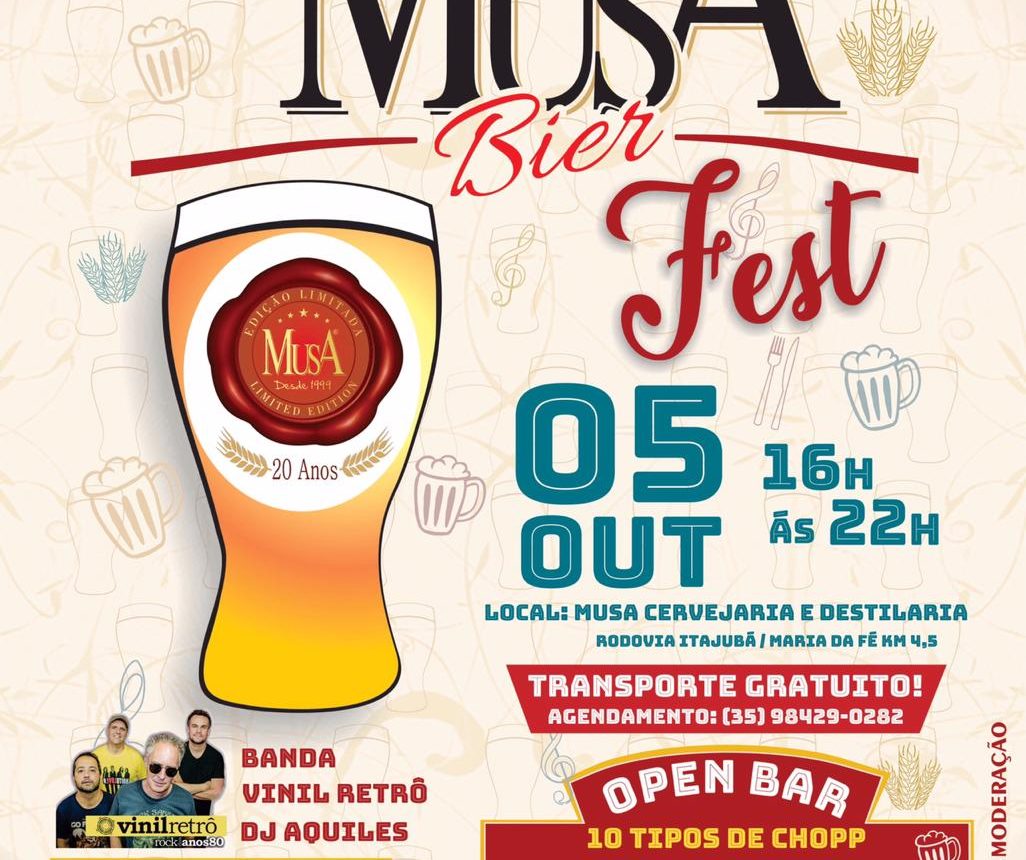 MUSA
Bier
Fest
EDIÇÃO LIMITADA
MUSA
Desde 1999
LIMITED EDITION
20 Anos
05
OUT
16H
ÁS 22H
LOCAL: MUSA CERVEJARIA E DESTILARIA
RODOVIA ITAJUBÁ / MARIA DA FÉ KM 4,5
TRANSPORTE GRATUITO!
AGENDAMENTO: (35) 98429-0282
BANDA
VINIL RETRÔ
DJ AQUILES
vinilretrô
rock anos80
OPEN BAR
10 TIPOS DE CHOPP
MODERAÇÃO